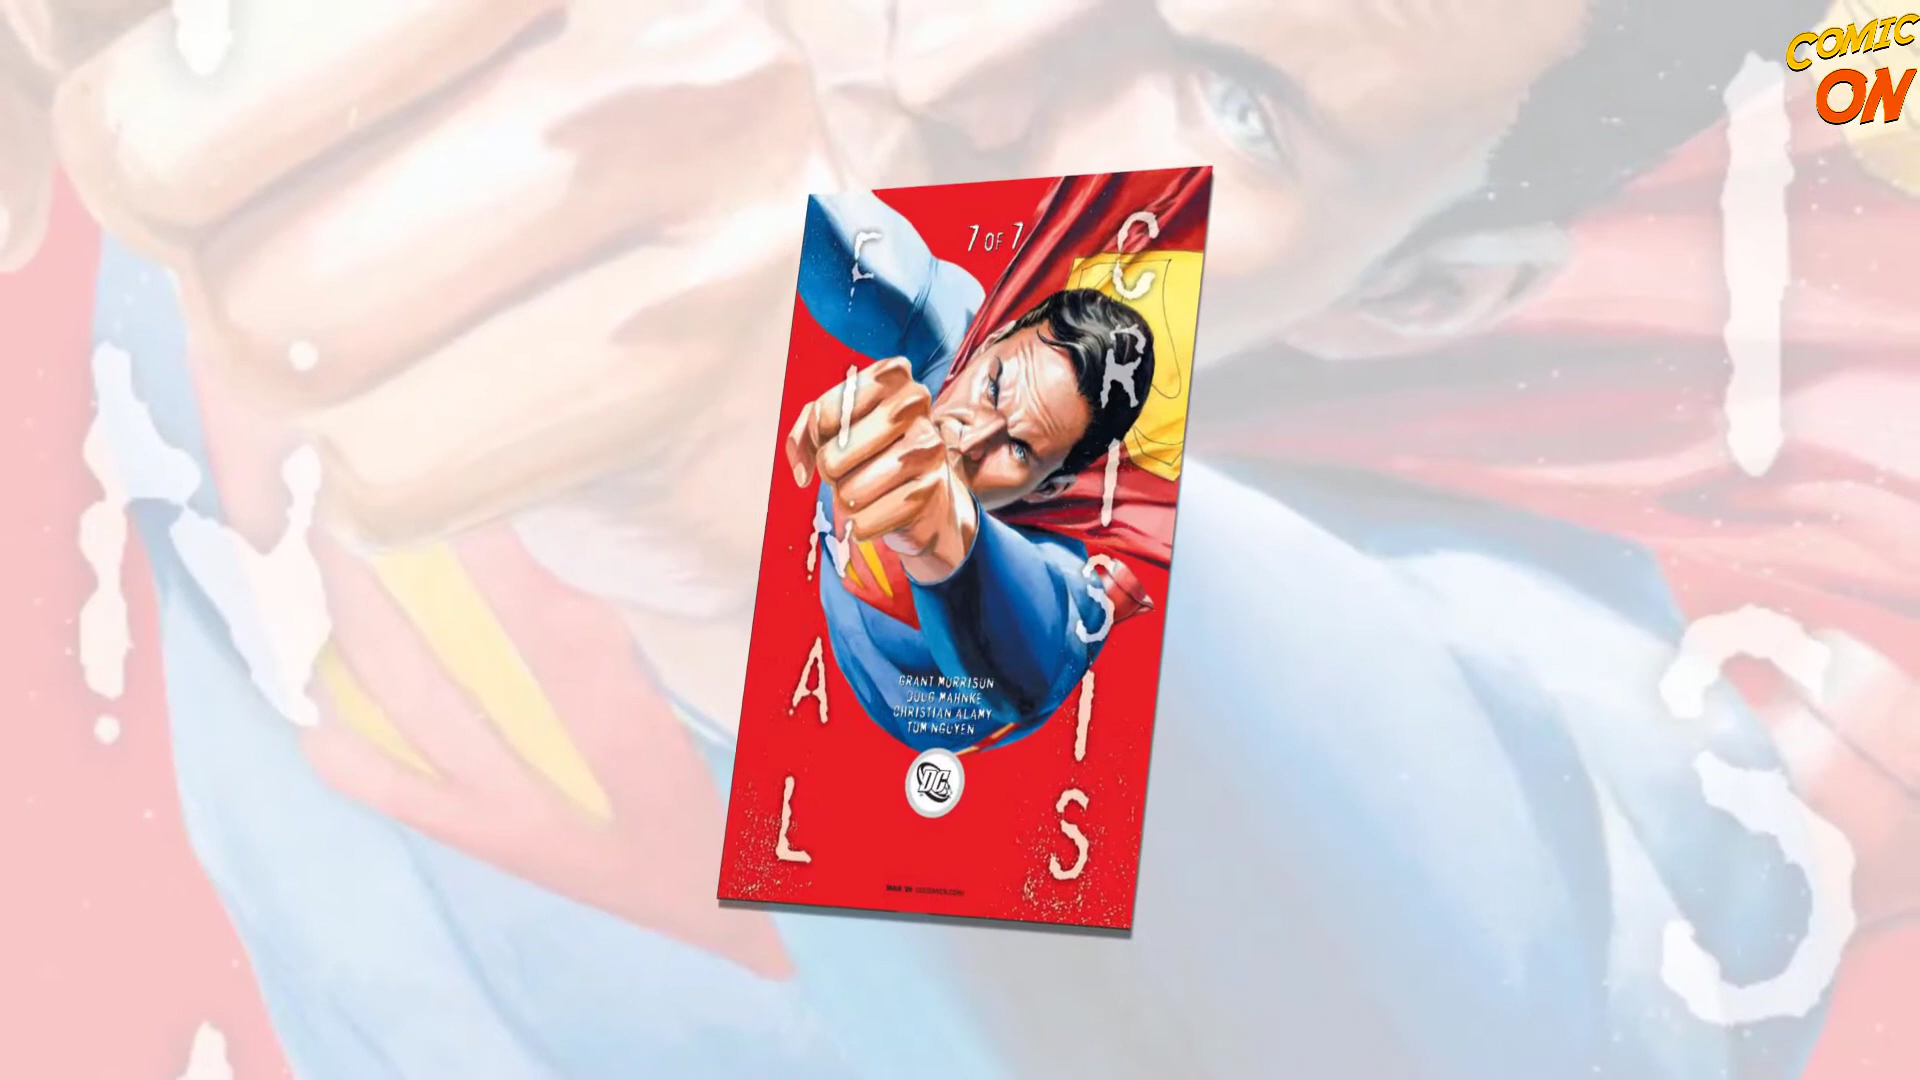 COMIC
ON
7 OF 7
FINAL
CRISIS
GRANT MORRISON
DOUG MAHNKE
CHRISTIAN ALAMY
TOM NGUYEN
DC